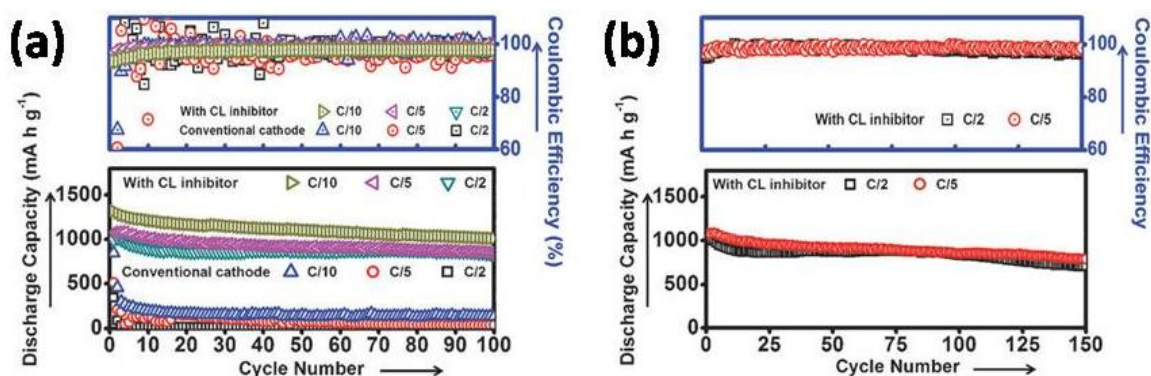 (a)
With CL inhibitor C/10 C/5 C/2
Conventional cathode C/10 C/5 C/2
100
80
60
Coulombic Efficiency (%)
Discharge Capacity (mA h g⁻¹)
1500
1000
500
0
With CL inhibitor C/10 C/5 C/2
Conventional cathode C/10 C/5 C/2
0 10 20 30 40 50 60 70 80 90 100
Cycle Number
(b)
With CL inhibitor C/2 C/5
100
80
60
Coulombic Efficiency
Discharge Capacity (mA h g⁻¹)
1500
1000
500
0
With CL inhibitor C/2 C/5
0 25 50 75 100 125 150
Cycle Number